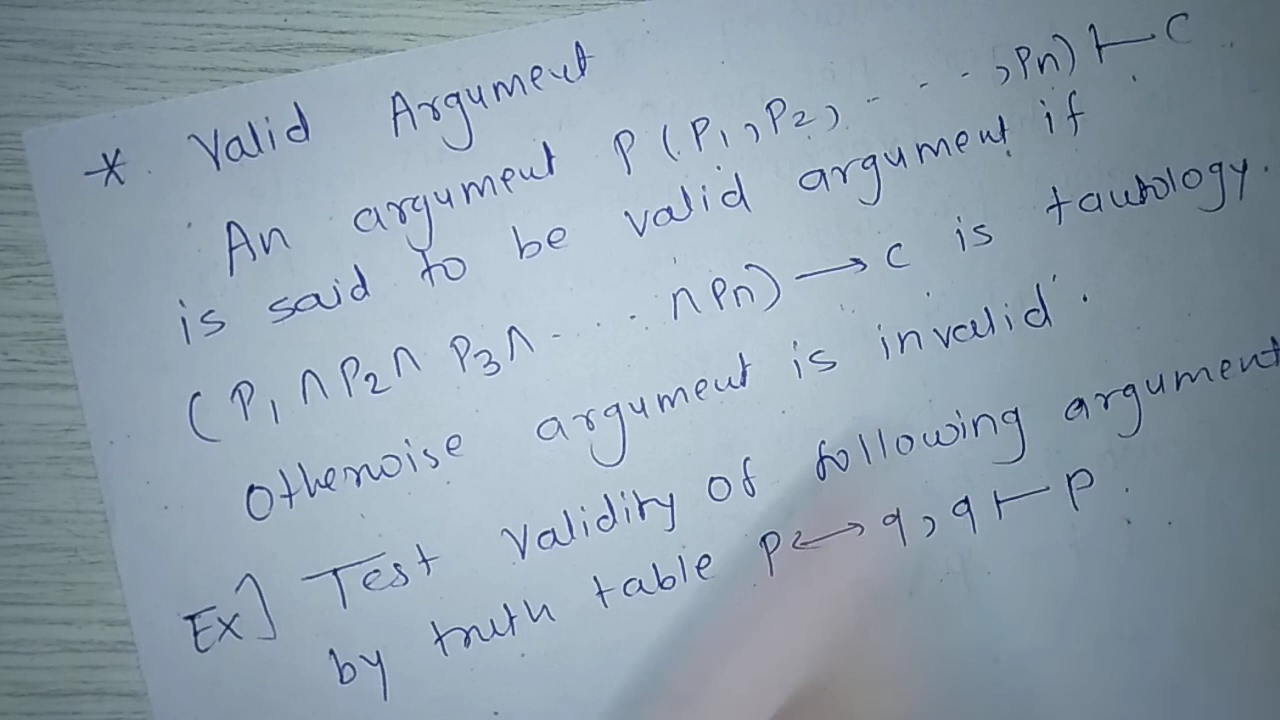 * Valid Argument
An argument P(P1, P2, ....., Pn) ⊢ C
is said to be valid argument if
(P1 ∧ P2 ∧ P3 ∧ .... ∧ Pn) → C is tautology.
Otherwise argument is invalid.
Ex] Test Validity of following argument
by truth table P ↔ q, q ⊢ P.